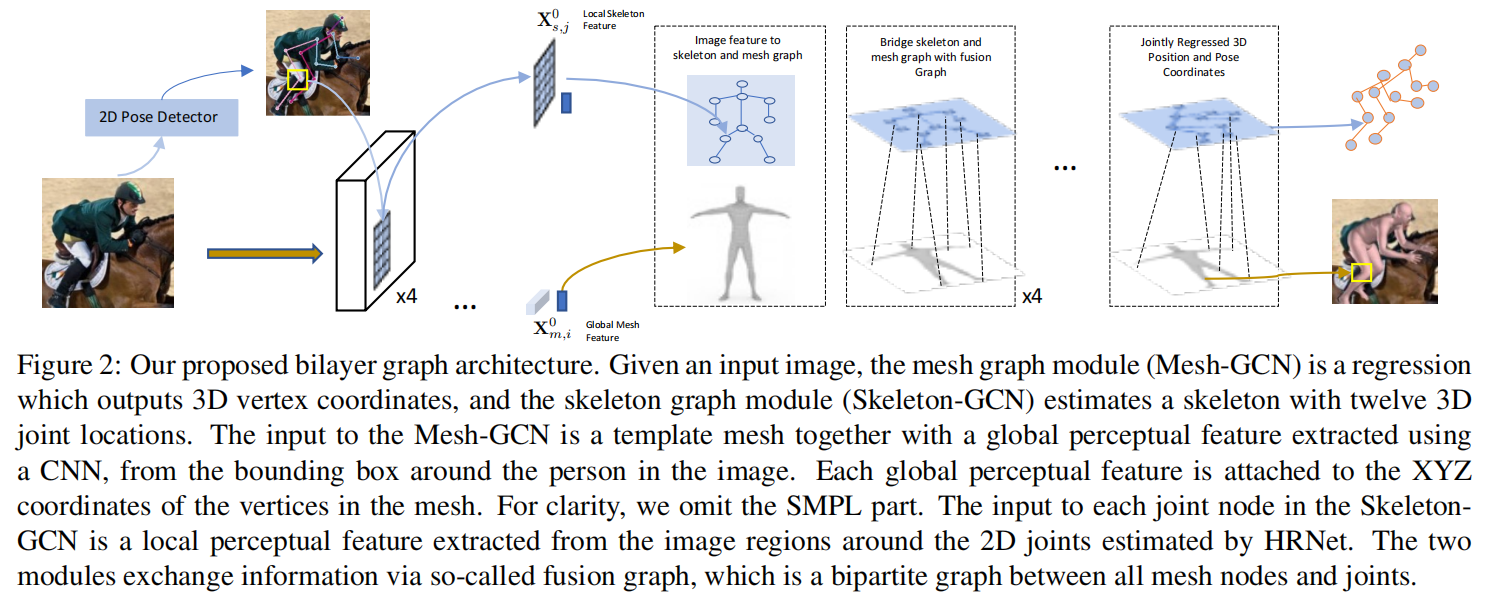 X⁰s,j Local Skeleton
Feature
Image feature to
skeleton and mesh graph
Bridge skeleton and
mesh graph with fusion
Graph
Jointly Regressed 3D
Position and Pose
Coordinates
2D Pose Detector
x4
...
X⁰m,i Global Mesh
Feature
x4
...
Figure 2: Our proposed bilayer graph architecture. Given an input image, the mesh graph module (Mesh-GCN) is a regression
which outputs 3D vertex coordinates, and the skeleton graph module (Skeleton-GCN) estimates a skeleton with twelve 3D
joint locations. The input to the Mesh-GCN is a template mesh together with a global perceptual feature extracted using
a CNN, from the bounding box around the person in the image. Each global perceptual feature is attached to the XYZ
coordinates of the vertices in the mesh. For clarity, we omit the SMPL part. The input to each joint node in the Skeleton-
GCN is a local perceptual feature extracted from the image regions around the 2D joints estimated by HRNet. The two
modules exchange information via so-called fusion graph, which is a bipartite graph between all mesh nodes and joints.